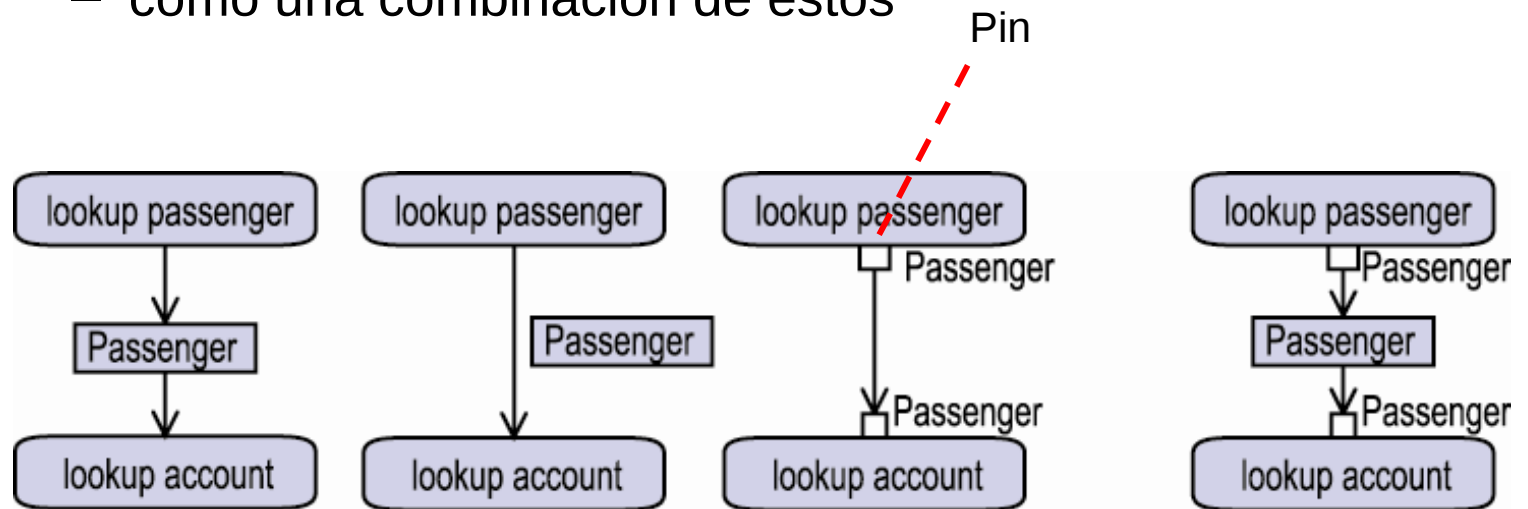 – como una combinación de estos
Pin
lookup passenger
Passenger
lookup account
lookup passenger
Passenger
lookup account
lookup passenger
Passenger
Passenger
lookup account
lookup passenger
Passenger
Passenger
Passenger
lookup account